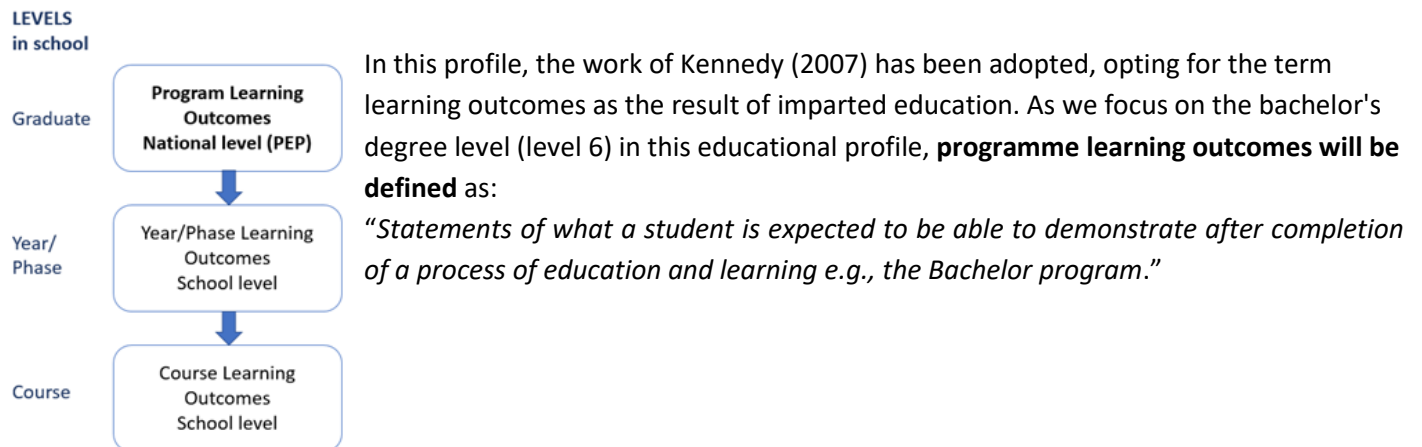 LEVELS
in school
Graduate
Program Learning
Outcomes
National level (PEP)
Year/
Phase
Year/Phase Learning
Outcomes
School level
Course
Course Learning
Outcomes
School level
In this profile, the work of Kennedy (2007) has been adopted, opting for the term
learning outcomes as the result of imparted education. As we focus on the bachelor's
degree level (level 6) in this educational profile, programme learning outcomes will be
defined as:
“Statements of what a student is expected to be able to demonstrate after completion
of a process of education and learning e.g., the Bachelor program.”